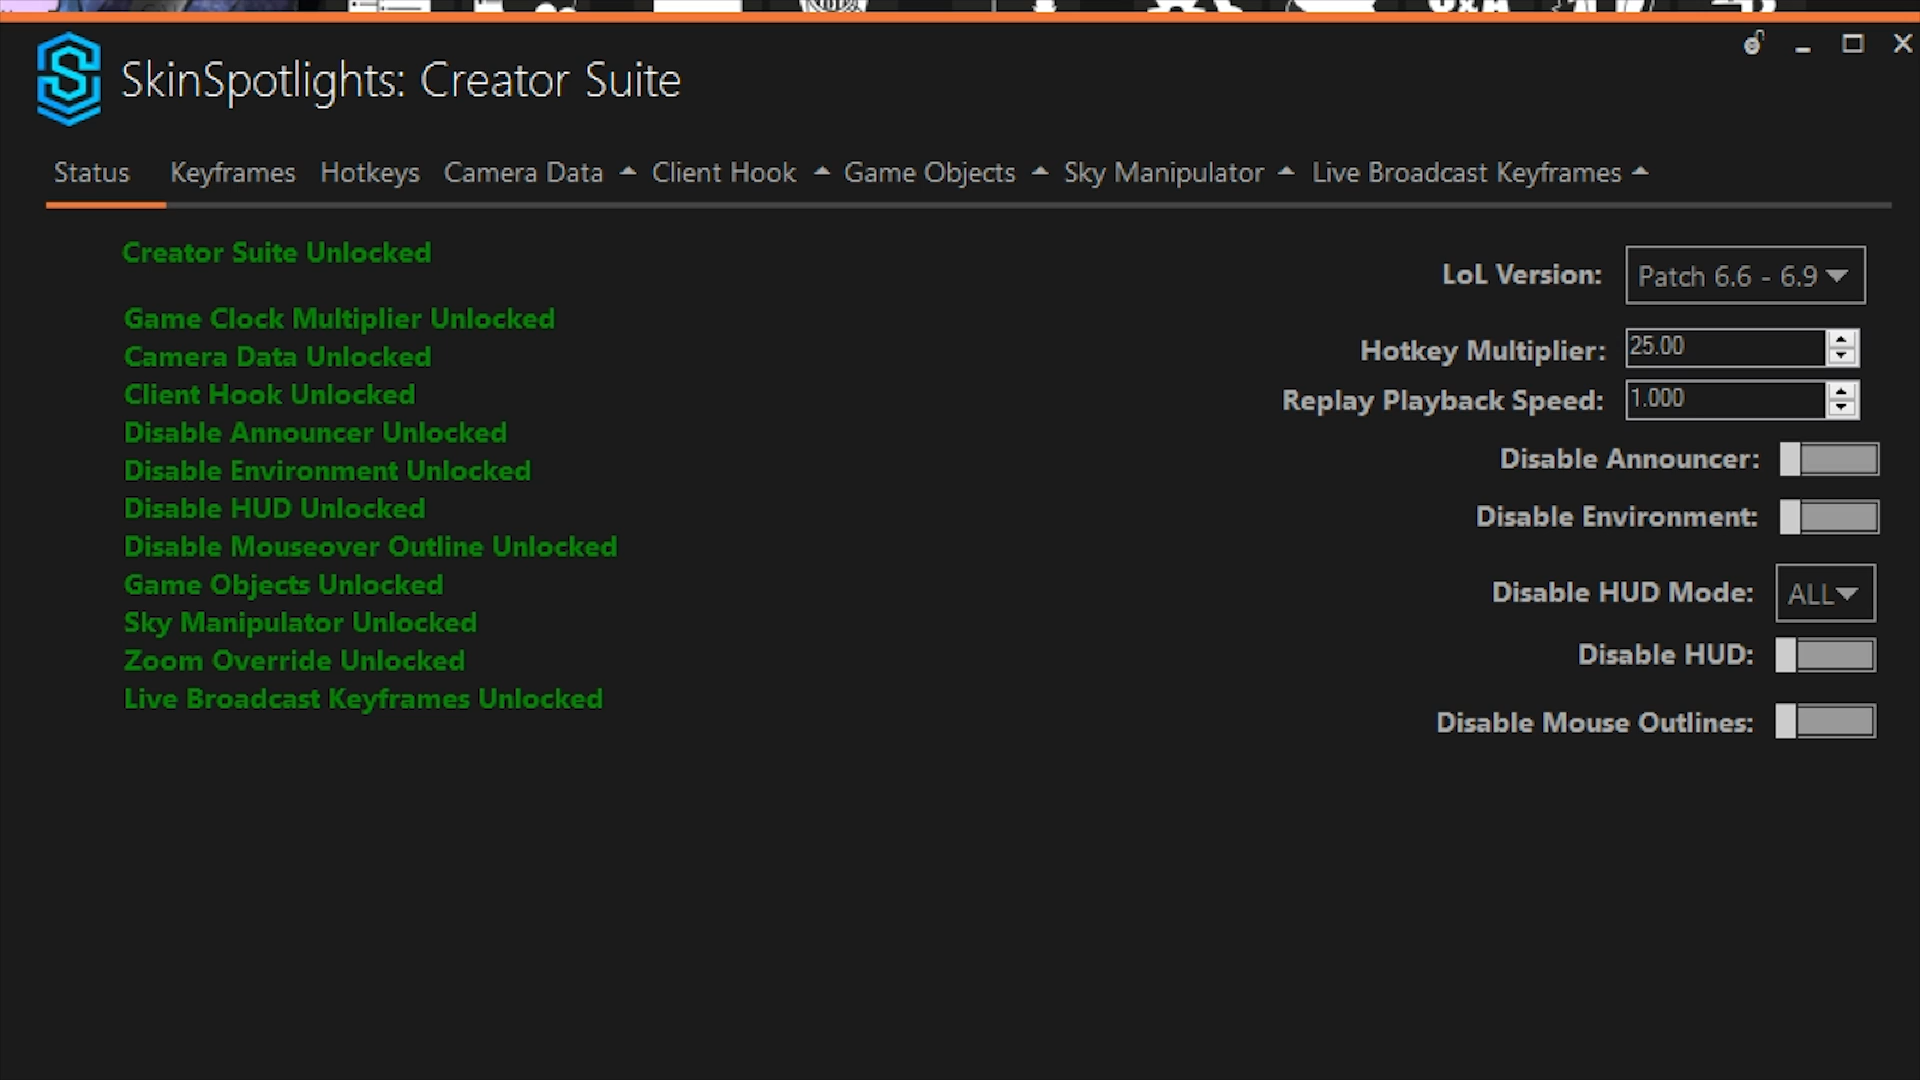 SkinSpotlights: Creator Suite
Status Keyframes Hotkeys Camera Data Client Hook Game Objects Sky Manipulator Live Broadcast Keyframes
Creator Suite Unlocked
Game Clock Multiplier Unlocked
Camera Data Unlocked
Client Hook Unlocked
Disable Announcer Unlocked
Disable Environment Unlocked
Disable HUD Unlocked
Disable Mouseover Outline Unlocked
Game Objects Unlocked
Sky Manipulator Unlocked
Zoom Override Unlocked
Live Broadcast Keyframes Unlocked
LoL Version: Patch 6.6 - 6.9
Hotkey Multiplier: 25.00
Replay Playback Speed: 1.000
Disable Announcer:
Disable Environment:
Disable HUD Mode: ALL
Disable HUD:
Disable Mouse Outlines: